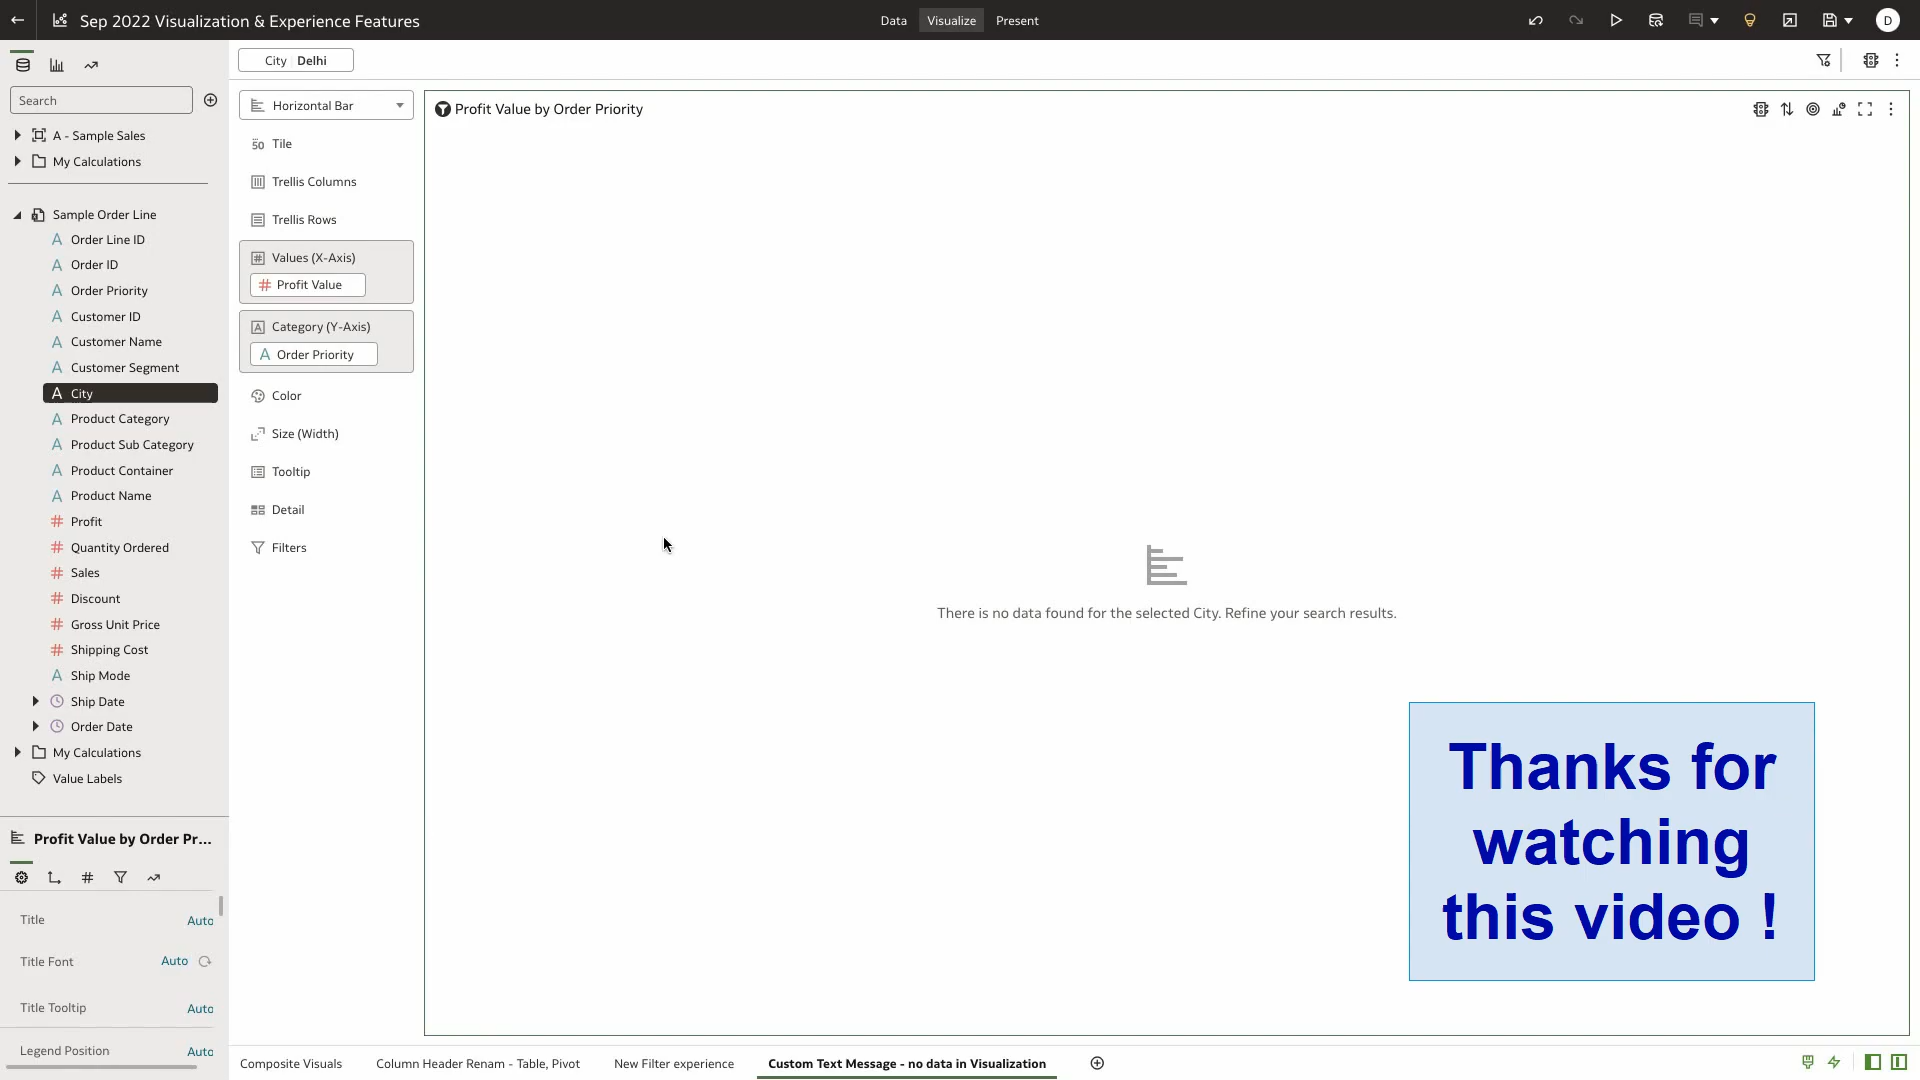 Sep 2022 Visualization & Experience Features
Data
Visualize
Present
D
City
Delhi
Search
A - Sample Sales
My Calculations
Sample Order Line
Order Line ID
Order ID
Order Priority
Customer ID
Customer Name
Customer Segment
City
Product Category
Product Sub Category
Product Container
Product Name
Profit
Quantity Ordered
Sales
Discount
Gross Unit Price
Shipping Cost
Ship Mode
Ship Date
Order Date
My Calculations
Value Labels
Profit Value by Order Pr...
Title
Auto
Title Font
Auto
Title Tooltip
Auto
Legend Position
Auto
Horizontal Bar
Tile
Trellis Columns
Trellis Rows
Values (X-Axis)
Profit Value
Category (Y-Axis)
Order Priority
Color
Size (Width)
Tooltip
Detail
Filters
Profit Value by Order Priority
There is no data found for the selected City. Refine your search results.
Thanks for
watching
this video !
Composite Visuals
Column Header Renam - Table, Pivot
New Filter experience
Custom Text Message - no data in Visualization